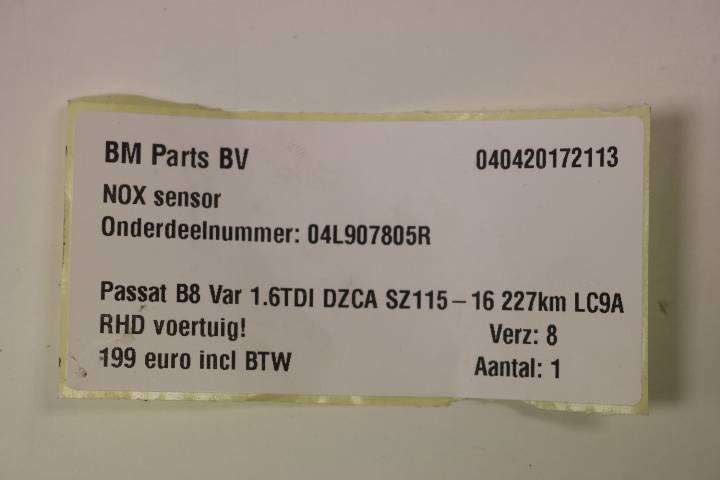 BM Parts BV 040420172113
NOX sensor
Onderdeelnummer: 04L907805R
Passat B8 Var 1.6TDI DZCA SZ115-16 227km LC9A
RHD voertuig! Verz: 8
199 euro incl BTW Aantal: 1